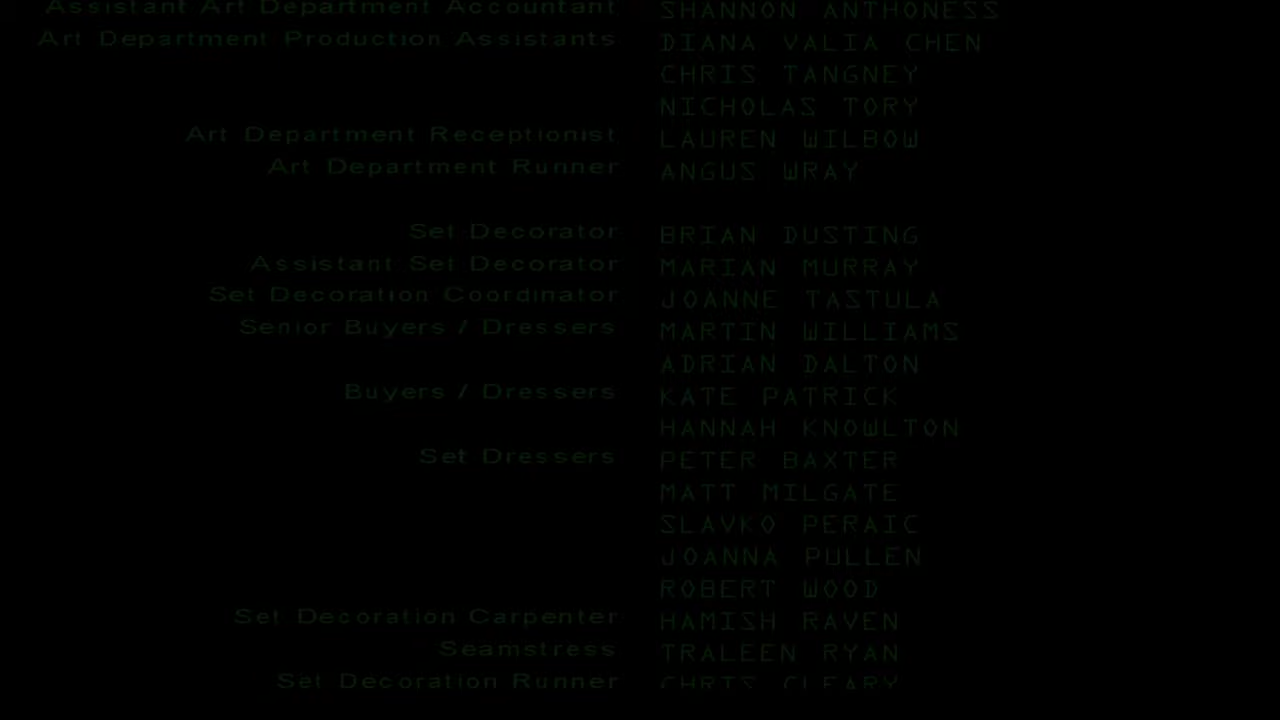 Assistant Art Department Accountant SHANNON ANTHONESS
Art Department Production Assistants DIANA VALIA CHEN
CHRIS TANGNEY
NICHOLAS TORY
Art Department Receptionist LAUREN WILBOW
Art Department Runner ANGUS WRAY
Set Decorator BRIAN DUSTING
Assistant Set Decorator MARIAN MURRAY
Set Decoration Coordinator JOANNE TASTULA
Senior Buyers / Dressers MARTIN WILLIAMS
ADRIAN DALTON
Buyers / Dressers KATE PATRICK
HANNAH KNOWLTON
Set Dressers PETER BAXTER
MATT MILGATE
SLAVKO PERAIC
JOANNA PULLEN
ROBERT WOOD
Set Decoration Carpenter HAMISH RAVEN
Seamstress TRALEEN RYAN
Set Decoration Runner CHRIS CLEARY